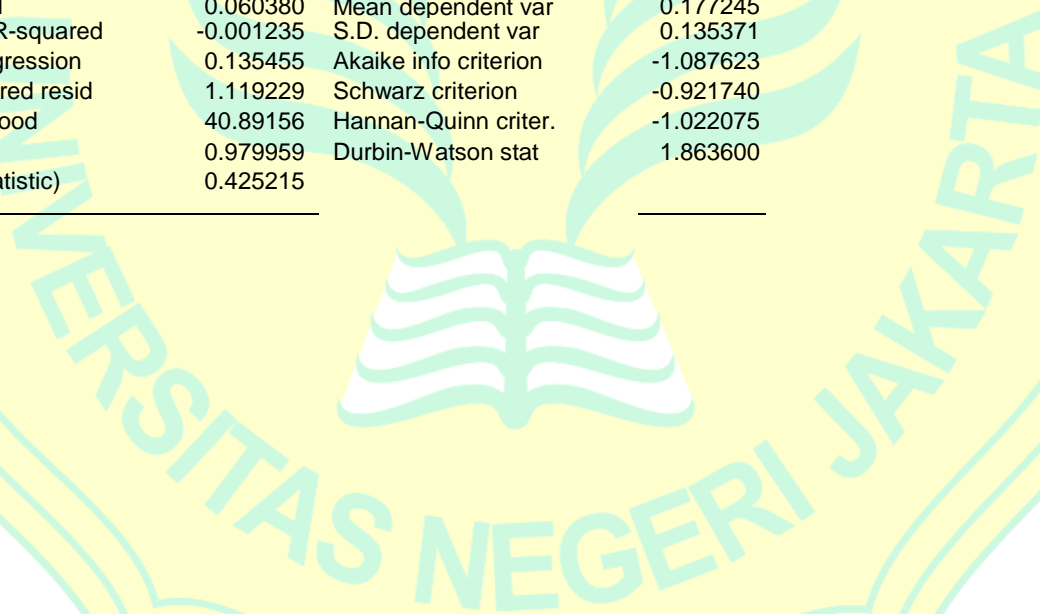 0.060380 Mean dependent var 0.177245
R-squared -0.001235 S.D. dependent var 0.135371
gression 0.135455 Akaike info criterion -1.087623
red resid 1.119229 Schwarz criterion -0.921740
ood 40.89156 Hannan-Quinn criter. -1.022075
0.979959 Durbin-Watson stat 1.863600
atistic) 0.425215
NIVERSITAS NEGERI JAKARTA